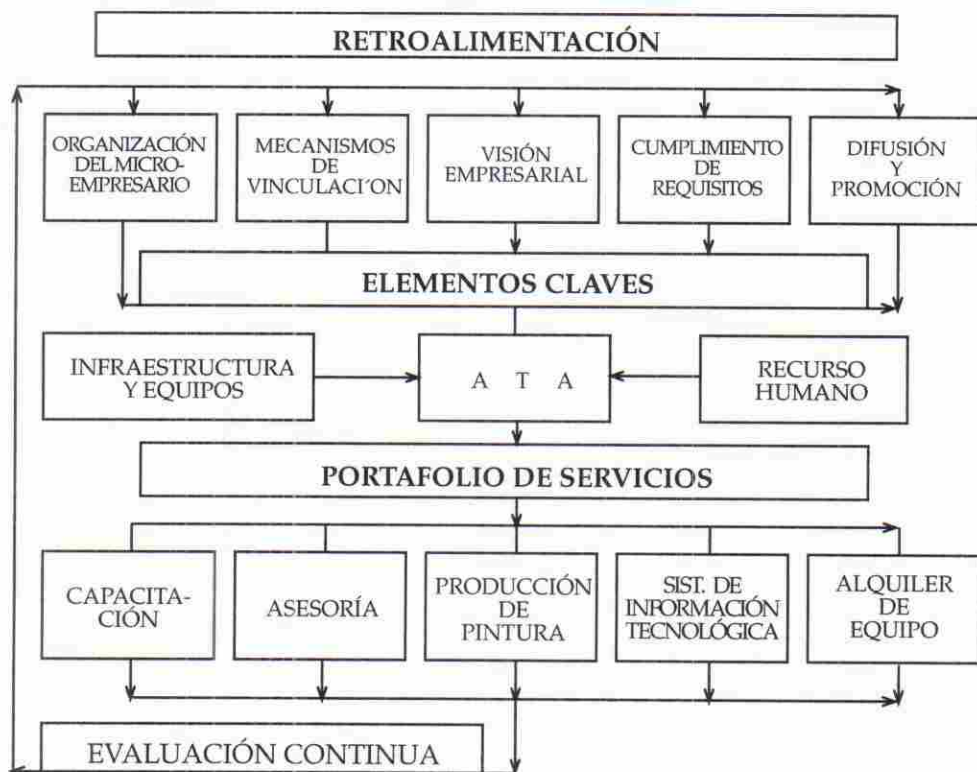 RETROALIMENTACIÓN
ORGANIZACIÓN
DEL MICRO-
EMPRESARIO
MECANISMOS
DE
VINCULACI´ON
VISIÓN
EMPRESARIAL
CUMPLIMIENTO
DE
REQUISITOS
DIFUSIÓN
Y
PROMOCIÓN
ELEMENTOS CLAVES
INFRAESTRUCTURA
Y EQUIPOS
A T A
RECURSO
HUMANO
PORTAFOLIO DE SERVICIOS
CAPACITA-
CIÓN
ASESORÍA
PRODUCCIÓN
DE
PINTURA
SIST. DE
INFORMACIÓN
TECNOLÓGICA
ALQUILER
DE
EQUIPO
EVALUACIÓN CONTINUA